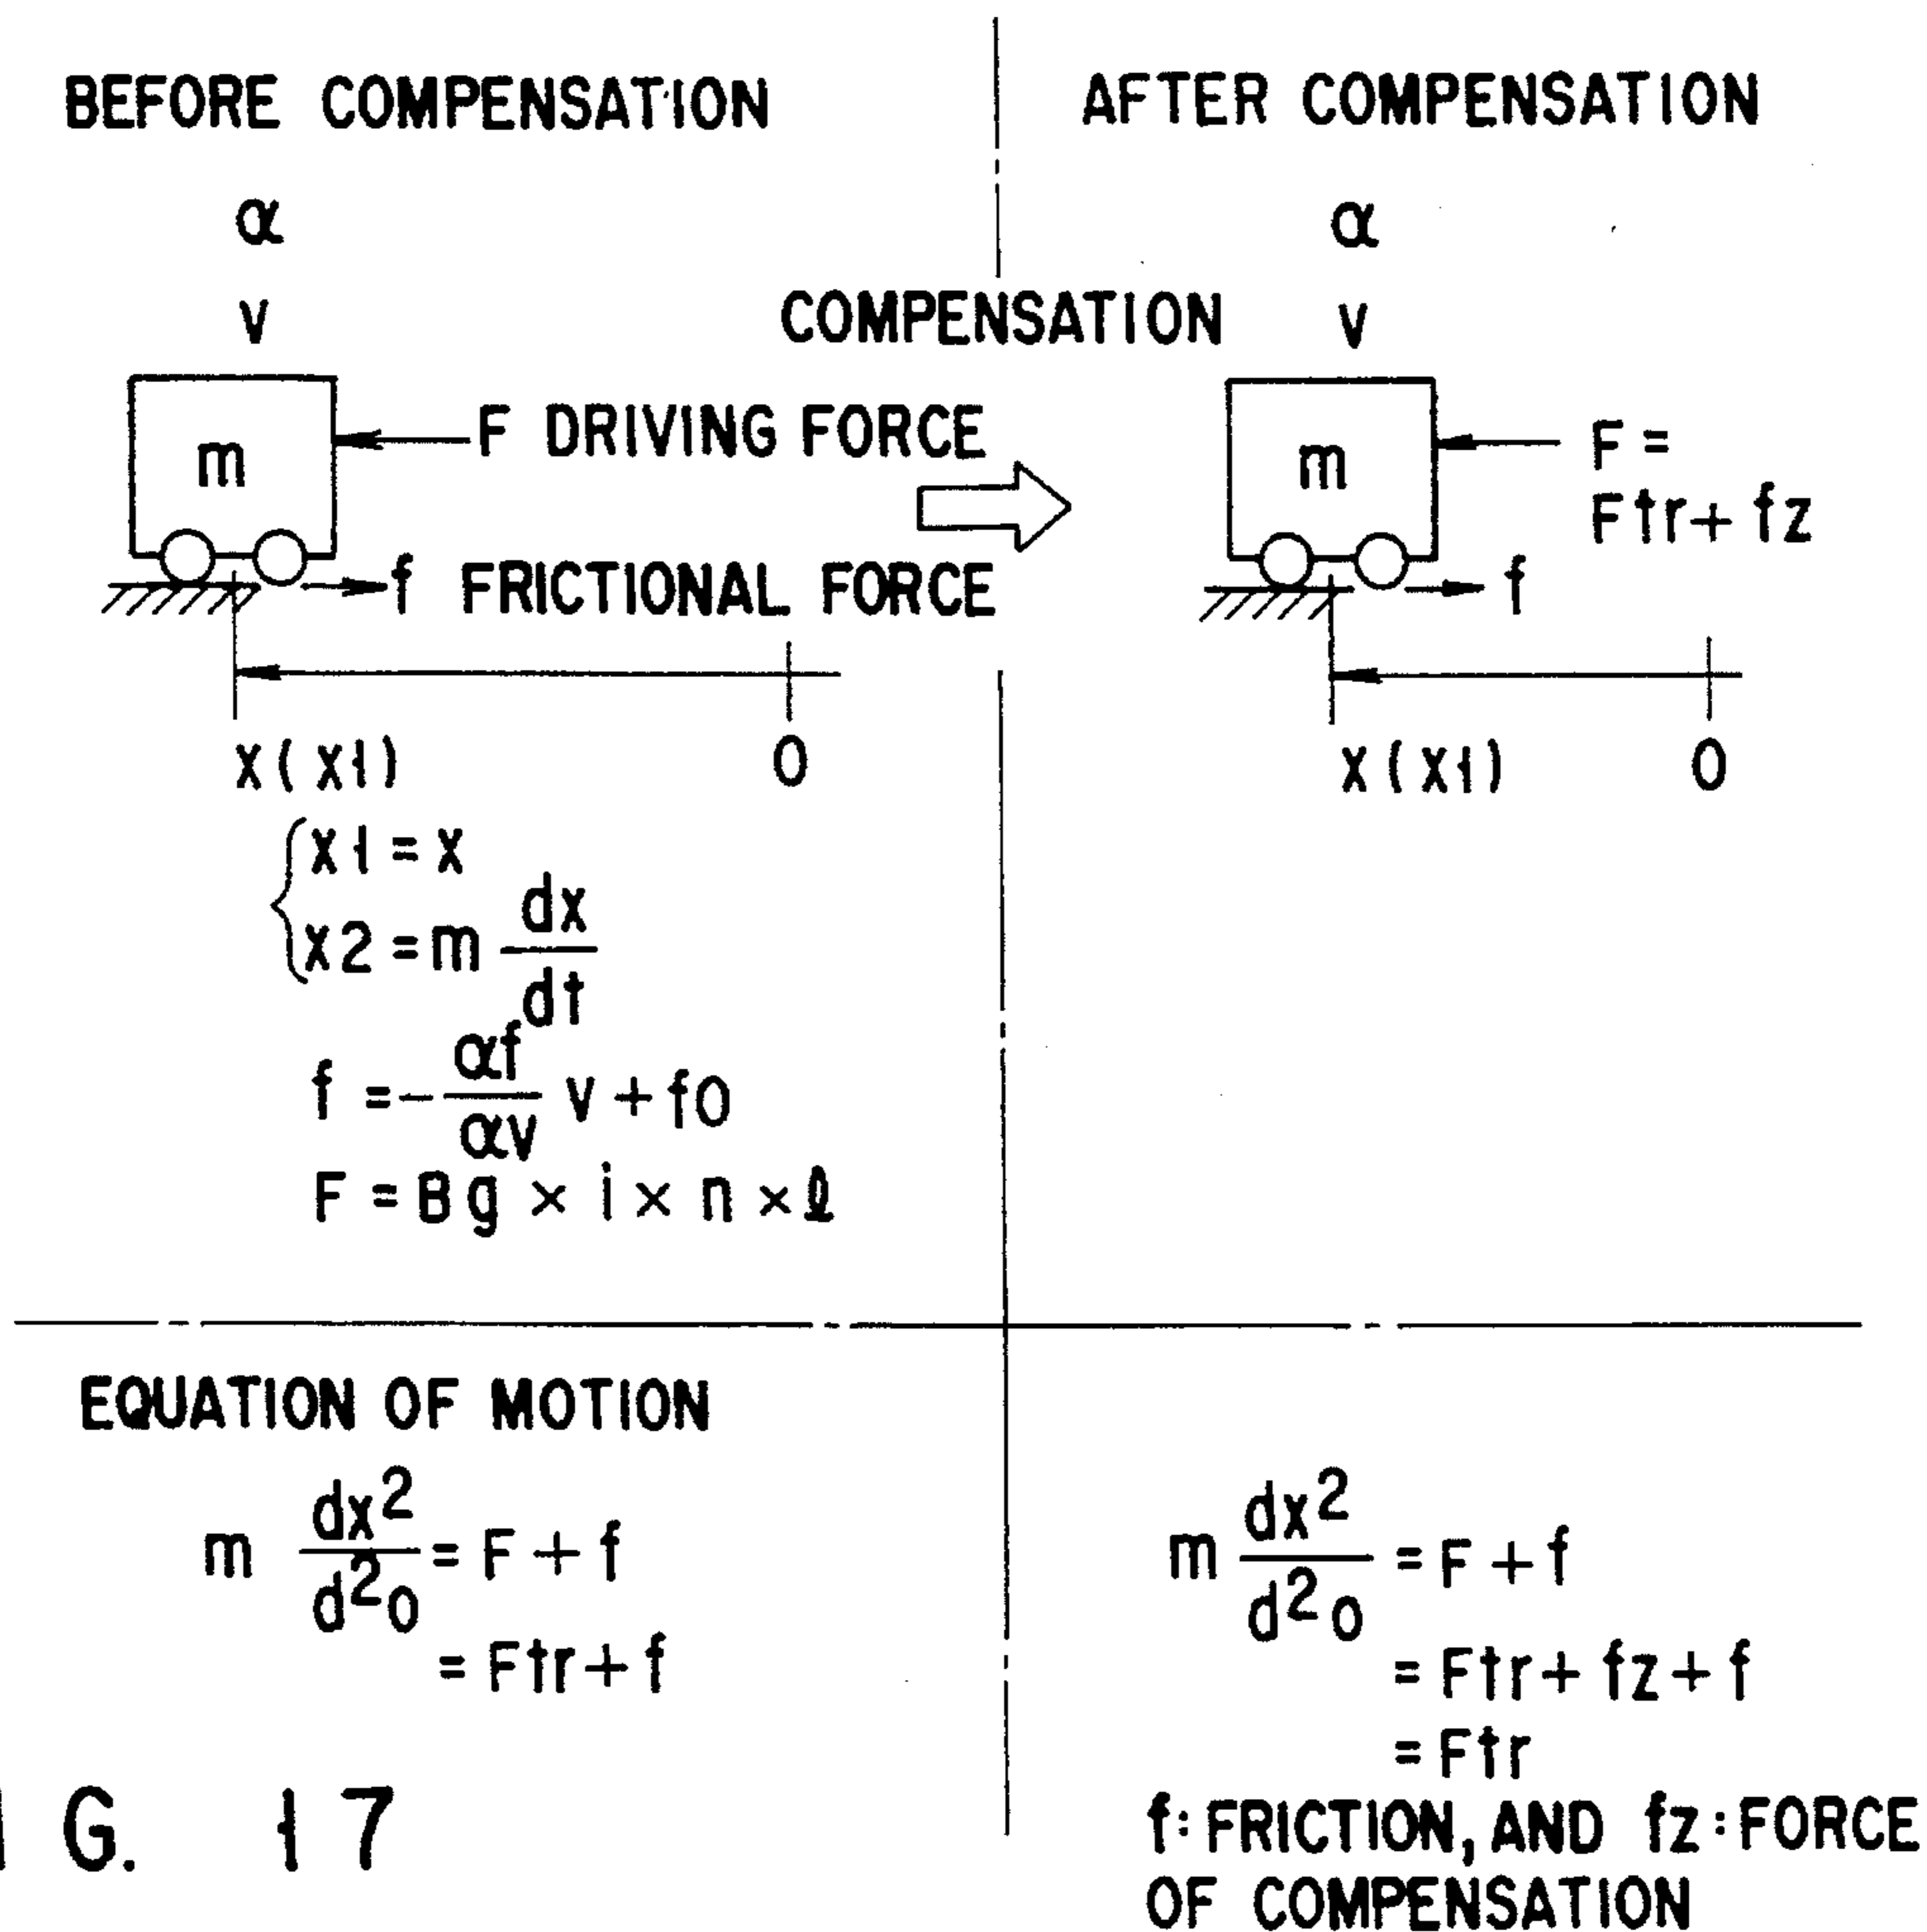 BEFORE COMPENSATION
AFTER COMPENSATION
α
v
m
F DRIVING FORCE
f FRICTIONAL FORCE
x(x1)
0
COMPENSATION
α
v
m
F =
Ftr+ fz
f
x(x1)
0
x1 = x
x2 = m dx/dt
f = - αf/αv v + f0
F = Bg × i × n × ℓ
EQUATION OF MOTION
m dx²/d²o = F + f
= Ftr + f
m dx²/d²o = F + f
= Ftr + fz + f
= Ftr
f: FRICTION, AND fz: FORCE
OF COMPENSATION
G. 17